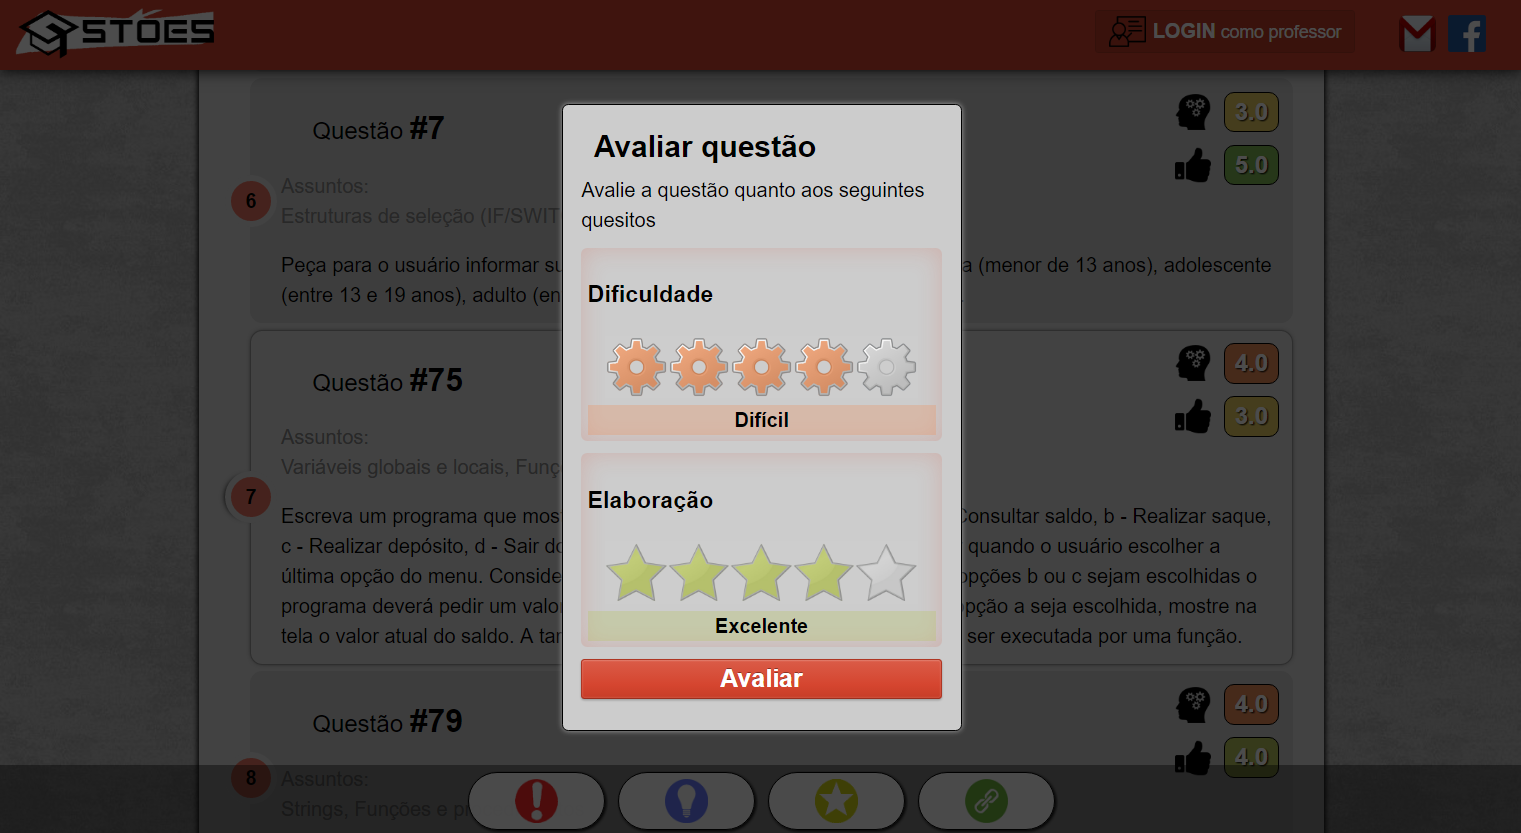 GSTÕES
LOGIN como professor
Questão #7
3.0
5.0
6
Assuntos:
Estruturas de seleção (IF/SWIT
Peça para o usuário informar su
a (menor de 13 anos), adolescente
(entre 13 e 19 anos), adulto (en
Questão #75
4.0
3.0
7
Assuntos:
Variáveis globais e locais, Funç
Escreva um programa que mos
Consultar saldo, b - Realizar saque,
c - Realizar depósito, d - Sair do
quando o usuário escolher a
última opção do menu. Conside
opções b ou c sejam escolhidas o
programa deverá pedir um valor
pção a seja escolhida, mostre na
tela o valor atual do saldo. A tar
ser executada por uma função.
Questão #79
4.0
4.0
8
Assuntos:
Strings, Funções e p
Avaliar questão
Avalie a questão quanto aos seguintes
quesitos
Dificuldade
Difícil
Elaboração
Excelente
Avaliar